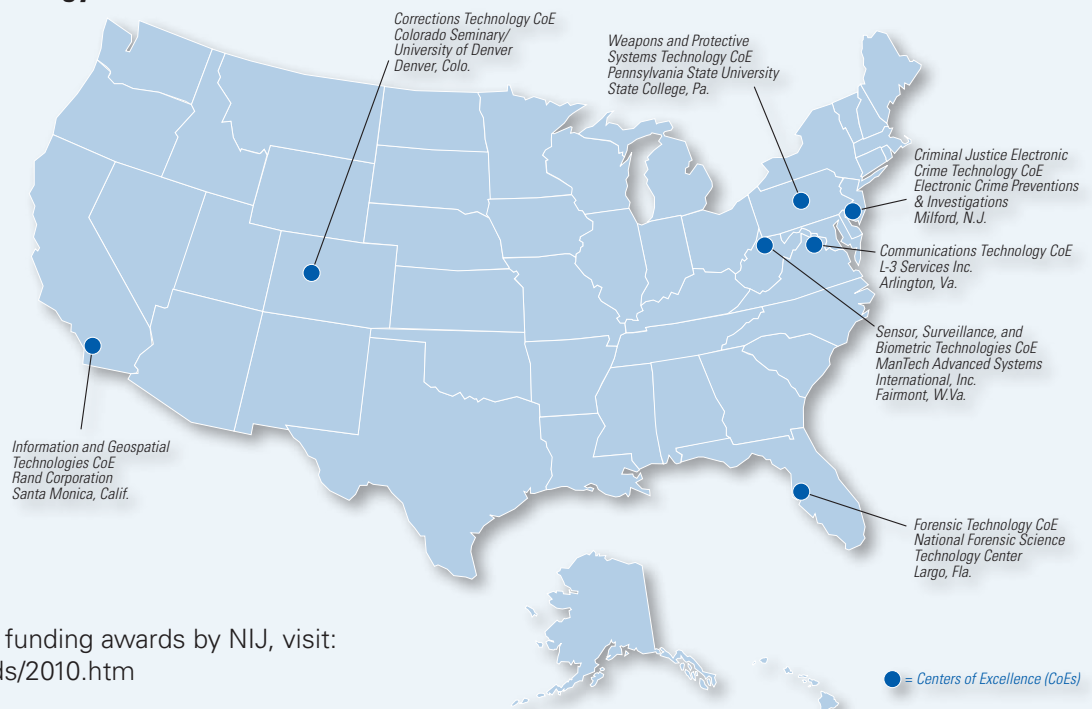 Corrections Technology CoE
Colorado Seminary/
University of Denver
Denver, Colo.
Weapons and Protective
Systems Technology CoE
Pennsylvania State University
State College, Pa.
Criminal Justice Electronic
Crime Technology CoE
Electronic Crime Preventions
& Investigations
Milford, N.J.
Communications Technology CoE
L-3 Services Inc.
Arlington, Va.
Sensor, Surveillance, and
Biometric Technologies CoE
ManTech Advanced Systems
International, Inc.
Fairmont, W.Va.
Information and Geospatial
Technologies CoE
Rand Corporation
Santa Monica, Calif.
Forensic Technology CoE
National Forensic Science
Technology Center
Largo, Fla.
funding awards by NIJ, visit:
ds/2010.htm
= Centers of Excellence (CoEs)